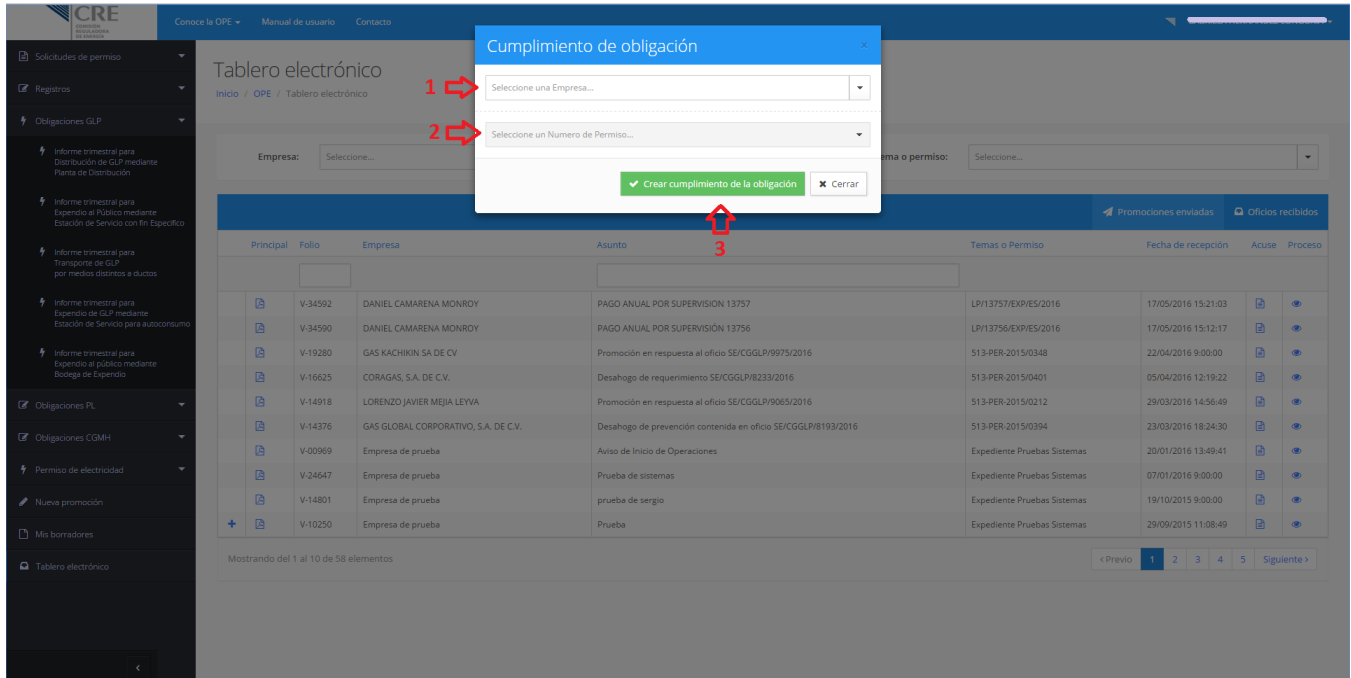 CRE
COMISIÓN
REGULADORA
DE ENERGÍA
Conoce la OPE
Manual de usuario
Contacto
Solicitudes de permiso
Registros
Obligaciones GLP
Informe trimestral para
Distribución de GLP mediante
Planta de Distribución
Informe trimestral para
Expendio al Público mediante
Estación de Servicio con fin Especifico
Informe trimestral para
Transporte de GLP
por medios distintos a ductos
Informe trimestral para
Expendio de GLP mediante
Estación de Servicio para autoconsumo
Informe trimestral para
Expendio al público mediante
Bodega de Expendio
Obligaciones PL
Obligaciones CGMH
Permiso de electricidad
Nueva promoción
Mis borradores
Tablero electrónico
Tablero electrónico
Inicio / OPE / Tablero electrónico
Cumplimiento de obligación ×
1 Seleccione una Empresa...
2 Seleccione un Numero de Permiso...
Crear cumplimiento de la obligación
Cerrar
3
Empresa: Seleccione...
ema o permiso: Seleccione...
Promociones enviadas Oficios recibidos
Principal Folio Empresa Asunto Temas o Permiso Fecha de recepción Acuse Proceso
V-34592 DANIEL CAMARENA MONROY PAGO ANUAL POR SUPERVISION 13757 LP/13757/EXP/ES/2016 17/05/2016 15:21:03
V-34590 DANIEL CAMARENA MONROY PAGO ANUAL POR SUPERVISIÓN 13756 LP/13756/EXP/ES/2016 17/05/2016 15:12:17
V-19280 GAS KACHIKIN SA DE CV Promoción en respuesta al oficio SE/CGGLP/9975/2016 513-PER-2015/0348 22/04/2016 9:00:00
V-16625 CORAGAS, S.A. DE C.V. Desahogo de requerimiento SE/CGGLP/8233/2016 513-PER-2015/0401 05/04/2016 12:19:22
V-14918 LORENZO JAVIER MEJIA LEYVA Promoción en respuesta al oficio SE/CGGLP/9065/2016 513-PER-2015/0212 29/03/2016 14:56:49
V-14376 GAS GLOBAL CORPORATIVO, S.A. DE C.V. Desahogo de prevención contenida en oficio SE/CGGLP/8193/2016 513-PER-2015/0394 23/03/2016 18:24:30
V-00969 Empresa de prueba Aviso de Inicio de Operaciones Expediente Pruebas Sistemas 20/01/2016 13:49:41
V-24647 Empresa de prueba Prueba de sistemas Expediente Pruebas Sistemas 07/01/2016 9:00:00
V-14801 Empresa de prueba prueba de sergio Expediente Pruebas Sistemas 19/10/2015 9:00:00
V-10250 Empresa de prueba Prueba Expediente Pruebas Sistemas 29/09/2015 11:08:49
Mostrando del 1 al 10 de 58 elementos
‹ Previo 1 2 3 4 5 Siguiente ›